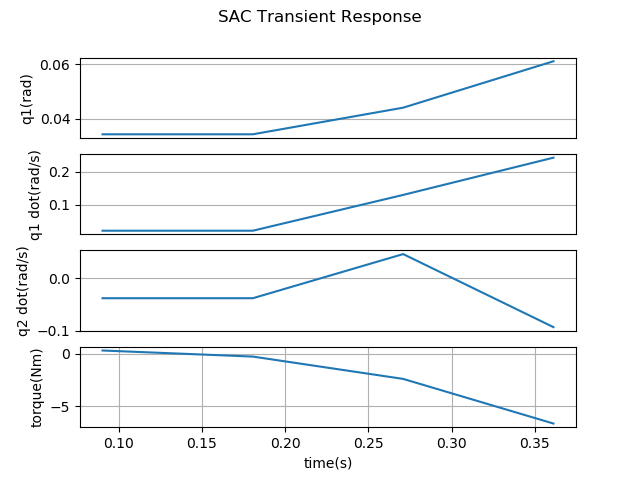 SAC Transient Response
q1(rad)
0.06
0.04
q1 dot(rad/s)
0.2
0.1
q2 dot(rad/s)
0.0
−0.1
torque(Nm)
0
−5
0.10 0.15 0.20 0.25 0.30 0.35
time(s)